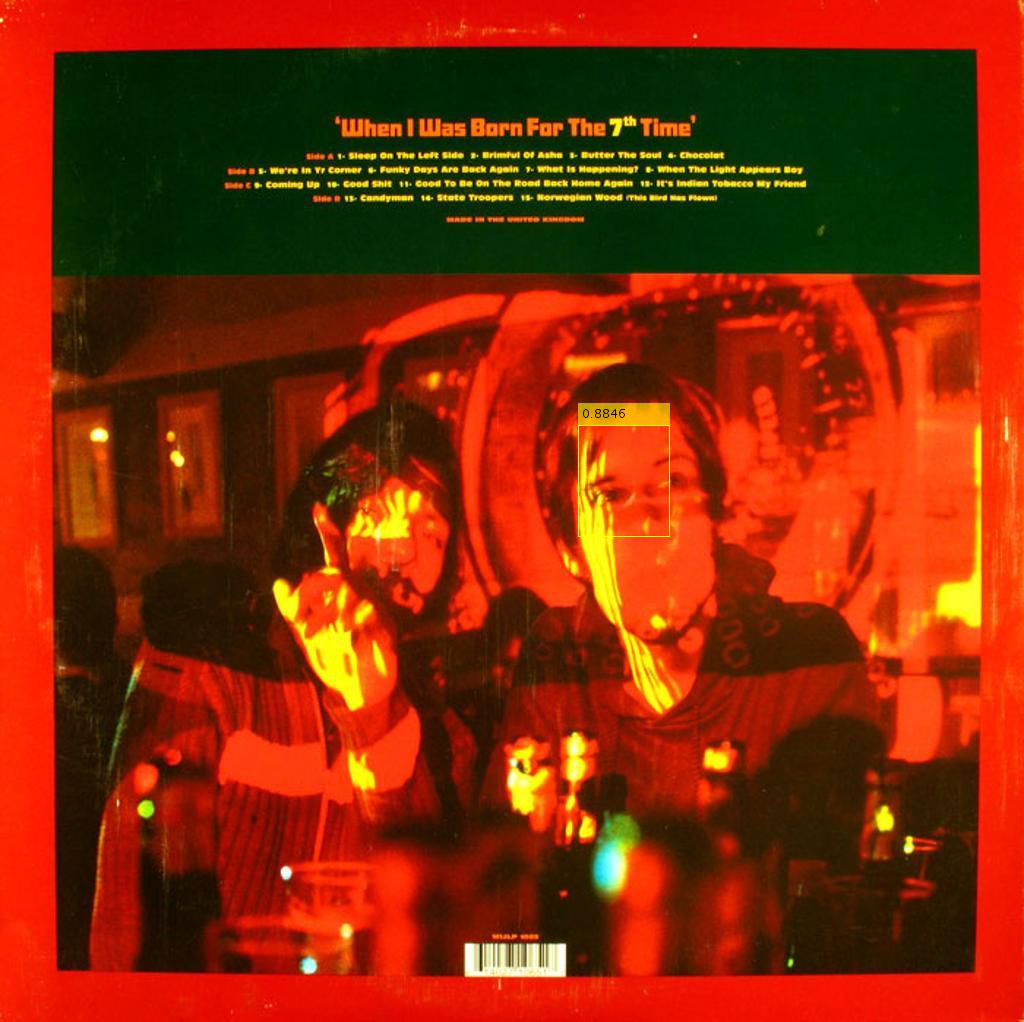 'When I Was Born For The 7th Time'
Side A 1- Sleep On The Left Side 2- Brimful Of Asha 3- Butter The Soul 4- Chocolat
Side B 5- We're In Yr Corner 6- Funky Days Are Back Again 7- What Is Happening? 8- When The Light Appears Boy
Side C 9- Coming Up 10- Good Shit 11- Good To Be On The Road Back Home Again 12- It's Indian Tobacco My Friend
Side D 13- Candyman 14- State Troopers 15- Norwegian Wood (This Bird Has Flown)
MADE IN THE UNITED KINGDOM
0.8846